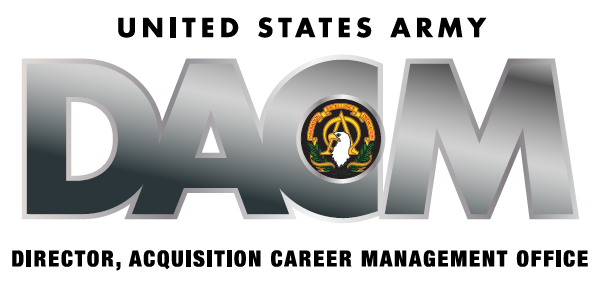 UNITED STATES ARMY
DACM
DIRECTOR, ACQUISITION CAREER MANAGEMENT OFFICE